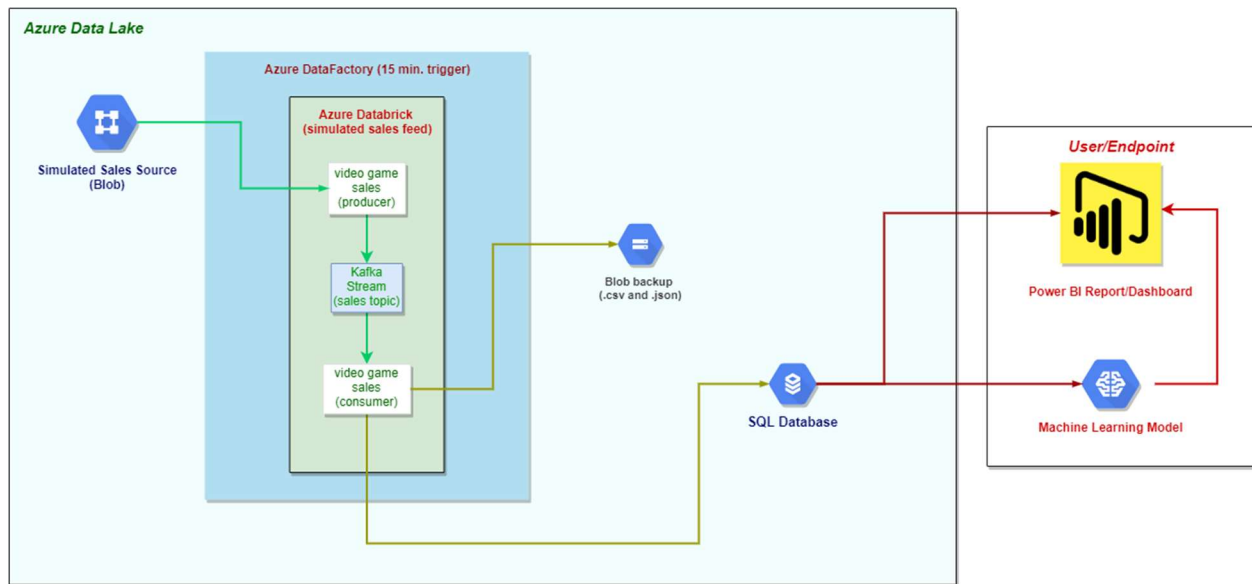 Azure Data Lake
Azure DataFactory (15 min. trigger)
Azure Databrick
(simulated sales feed)
Simulated Sales Source
(Blob)
video game
sales
(producer)
Kafka
Stream
(sales topic)
video game
sales
(consumer)
Blob backup
(.csv and .json)
SQL Database
User/Endpoint
Power BI Report/Dashboard
Machine Learning Model